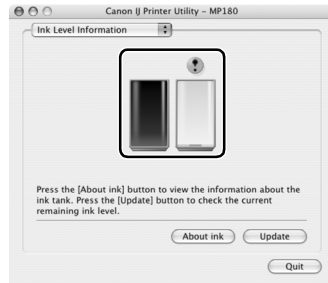 Canon IJ Printer Utility – MP180
Ink Level Information
Press the [About ink] button to view the information about the
ink tank. Press the [Update] button to check the current
remaining ink level.
About ink
Update
Quit